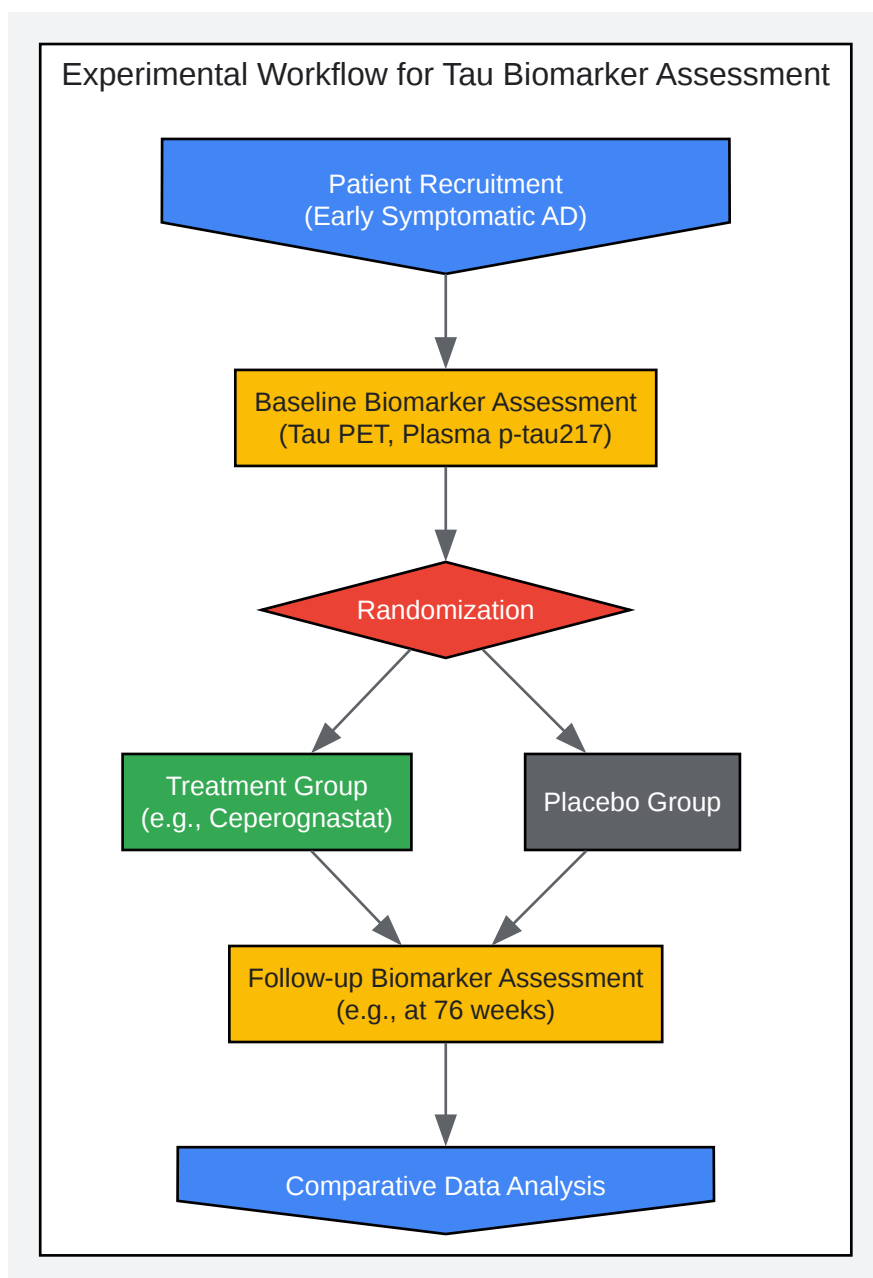 Experimental Workflow for Tau Biomarker Assessment
Patient Recruitment
(Early Symptomatic AD)
Baseline Biomarker Assessment
(Tau PET, Plasma p-tau217)
Randomization
Treatment Group
(e.g., Ceperognastat)
Placebo Group
Follow-up Biomarker Assessment
(e.g., at 76 weeks)
Comparative Data Analysis